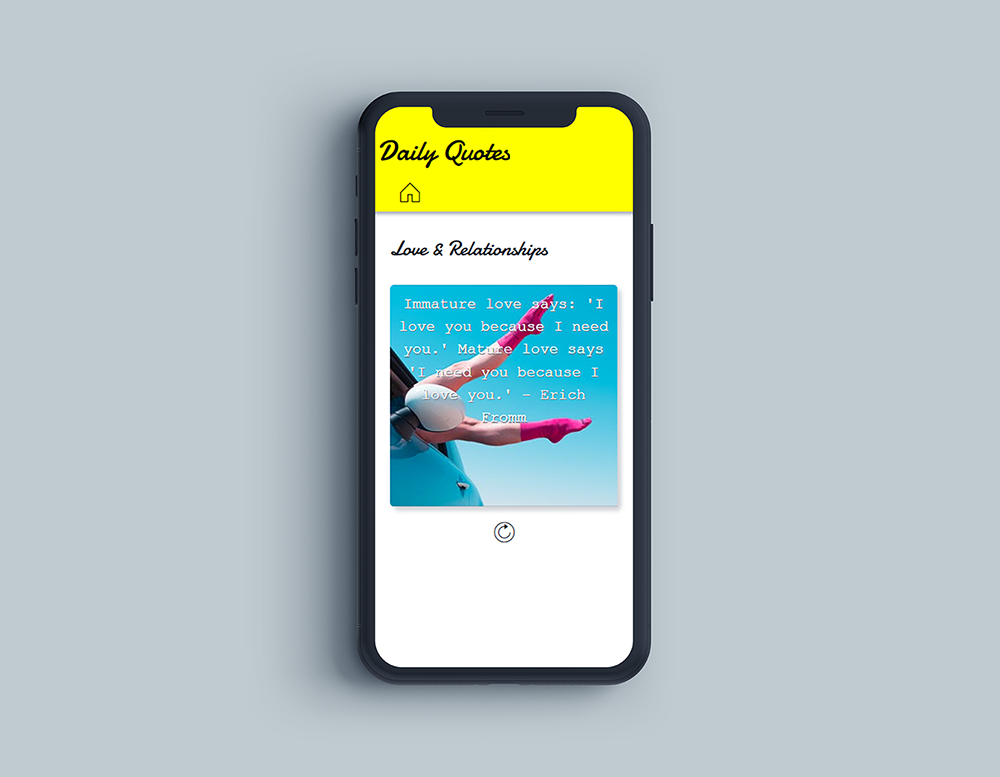 Daily Quotes
Love & Relationships
Immature love says: 'I
love you because I need
you.' Mature love says
'I need you because I
love you.' – Erich
Fromm